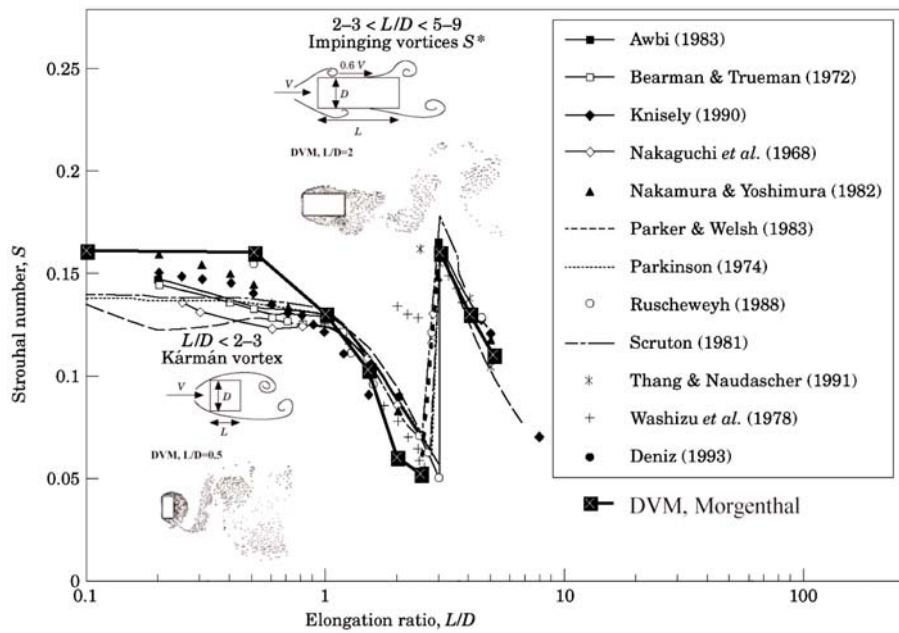 2–3 < L/D < 5–9
Impinging vortices S*
0.6 V
V
D
L
DVM, L/D=2
L/D < 2–3
Kármán vortex
V
D
L
DVM, L/D=0.5
Strouhal number, S
0.25
0.2
0.15
0.1
0.05
0
0.1
1
10
100
Elongation ratio, L/D
Awbi (1983)
Bearman & Trueman (1972)
Knisely (1990)
Nakaguchi et al. (1968)
Nakamura & Yoshimura (1982)
Parker & Welsh (1983)
Parkinson (1974)
Ruscheweyh (1988)
Scruton (1981)
Thang & Naudascher (1991)
Washizu et al. (1978)
Deniz (1993)
DVM, Morgenthal